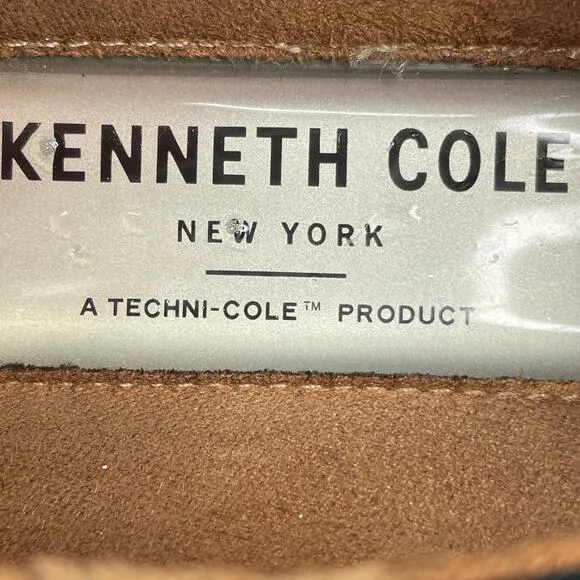 KENNETH COLE
NEW YORK
A TECHNI-COLE™ PRODUCT